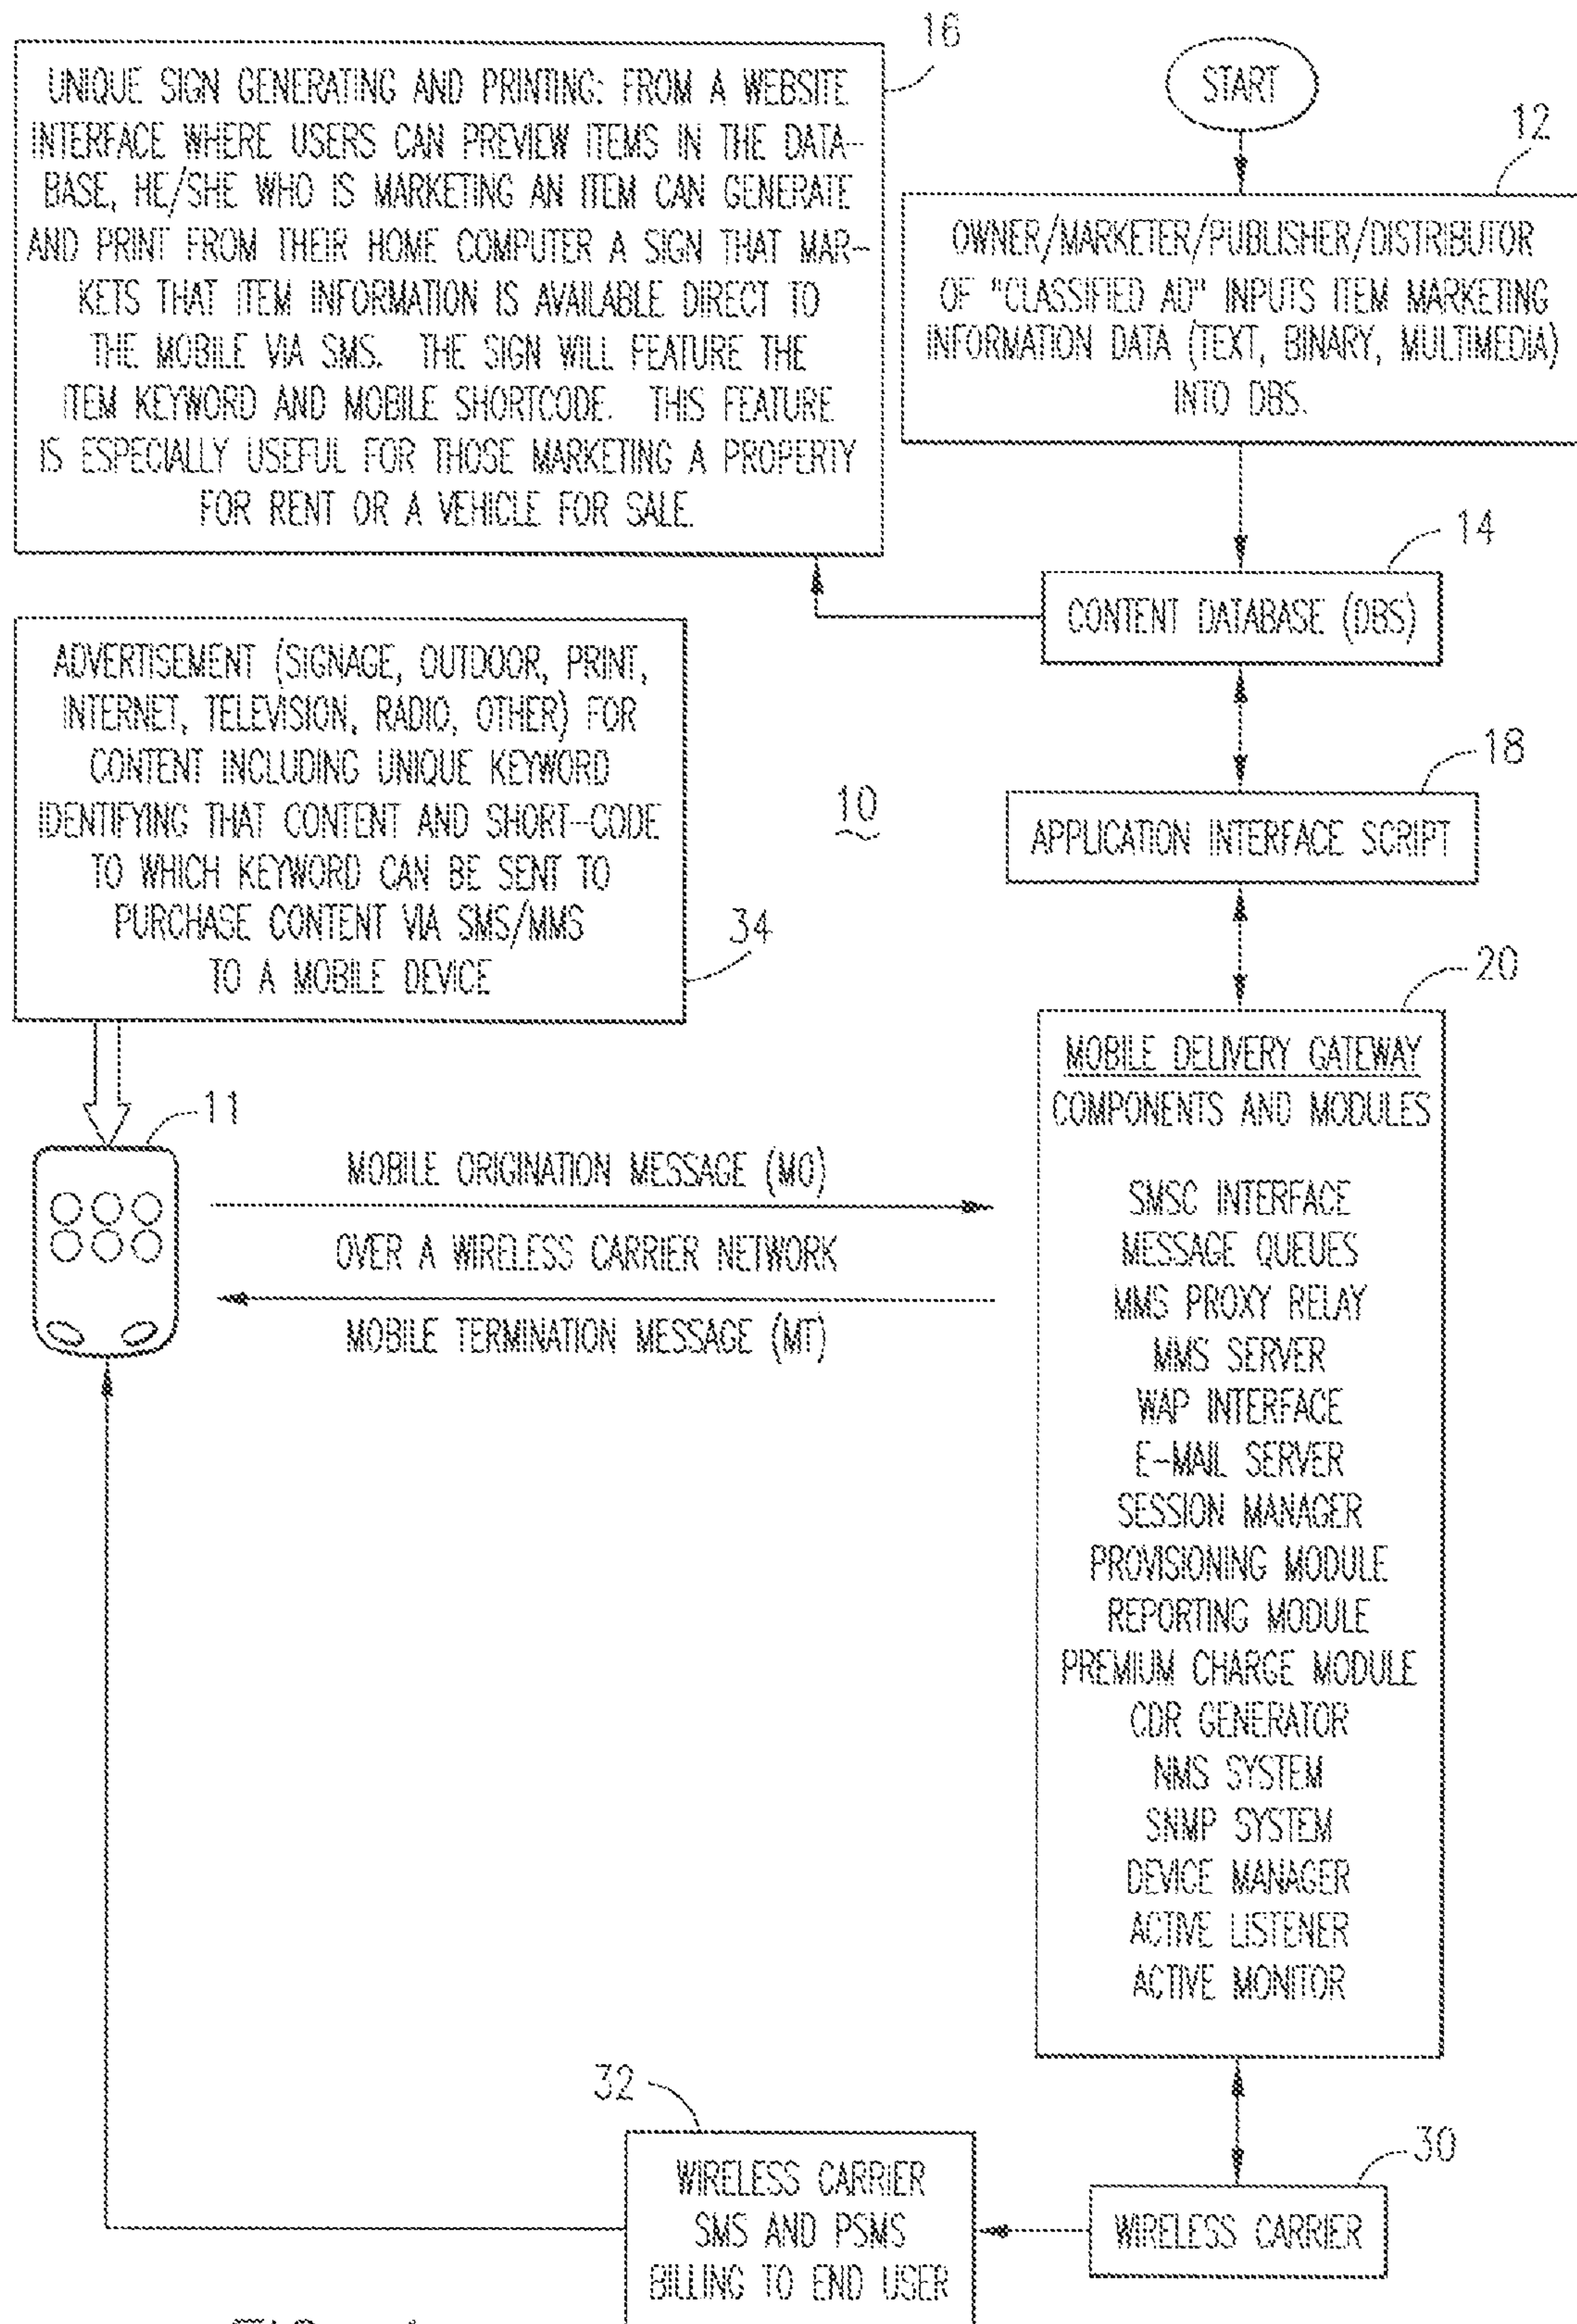 16
UNIQUE SIGN GENERATING AND PRINTING: FROM A WEBSITE
INTERFACE WHERE USERS CAN PREVIEW ITEMS IN THE DATA-
BASE, HE/SHE WHO IS MARKETING AN ITEM CAN GENERATE
AND PRINT FROM THEIR HOME COMPUTER A SIGN THAT MAR-
KETS THAT ITEM INFORMATION IS AVAILABLE DIRECT TO
THE MOBILE VIA SMS. THE SIGN WILL FEATURE THE
ITEM KEYWORD AND MOBILE SHORTCODE. THIS FEATURE
IS ESPECIALLY USEFUL FOR THOSE MARKETING A PROPERTY
FOR RENT OR A VEHICLE FOR SALE.
START
12
OWNER/MARKETER/PUBLISHER/DISTRIBUTOR
OF "CLASSIFIED AD" INPUTS ITEM MARKETING
INFORMATION DATA (TEXT, BINARY, MULTIMEDIA)
INTO DBS.
14
CONTENT DATABASE (DBS)
ADVERTISEMENT (SIGNAGE, OUTDOOR, PRINT,
INTERNET, TELEVISION, RADIO, OTHER) FOR
CONTENT INCLUDING UNIQUE KEYWORD
IDENTIFYING THAT CONTENT AND SHORT-CODE
TO WHICH KEYWORD CAN BE SENT TO
PURCHASE CONTENT VIA SMS/MMS
TO A MOBILE DEVICE
34
10
18
APPLICATION INTERFACE SCRIPT
20
MOBILE DELIVERY GATEWAY
COMPONENTS AND MODULES
SMSC INTERFACE
MESSAGE QUEUES
MMS PROXY RELAY
MMS SERVER
WAP INTERFACE
E-MAIL SERVER
SESSION MANAGER
PROVISIONING MODULE
REPORTING MODULE
PREMIUM CHARGE MODULE
CDR GENERATOR
NMS SYSTEM
SNMP SYSTEM
DEVICE MANAGER
ACTIVE LISTENER
ACTIVE MONITOR
11
MOBILE ORIGINATION MESSAGE (MO)
OVER A WIRELESS CARRIER NETWORK
MOBILE TERMINATION MESSAGE (MT)
32
WIRELESS CARRIER
SMS AND PSMS
BILLING TO END USER
30
WIRELESS CARRIER